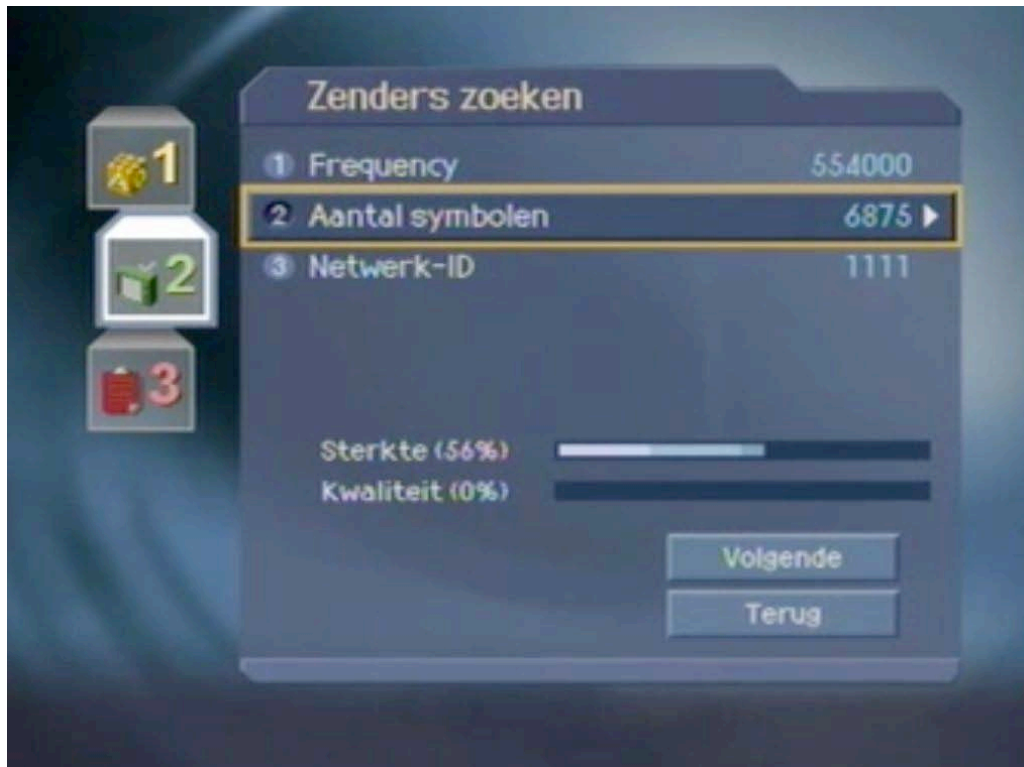 Zenders zoeken
1
1 Frequency 554000
2 Aantal symbolen 6875
2
3 Netwerk-ID 1111
3
Sterkte (56%)
Kwaliteit (0%)
Volgende
Terug